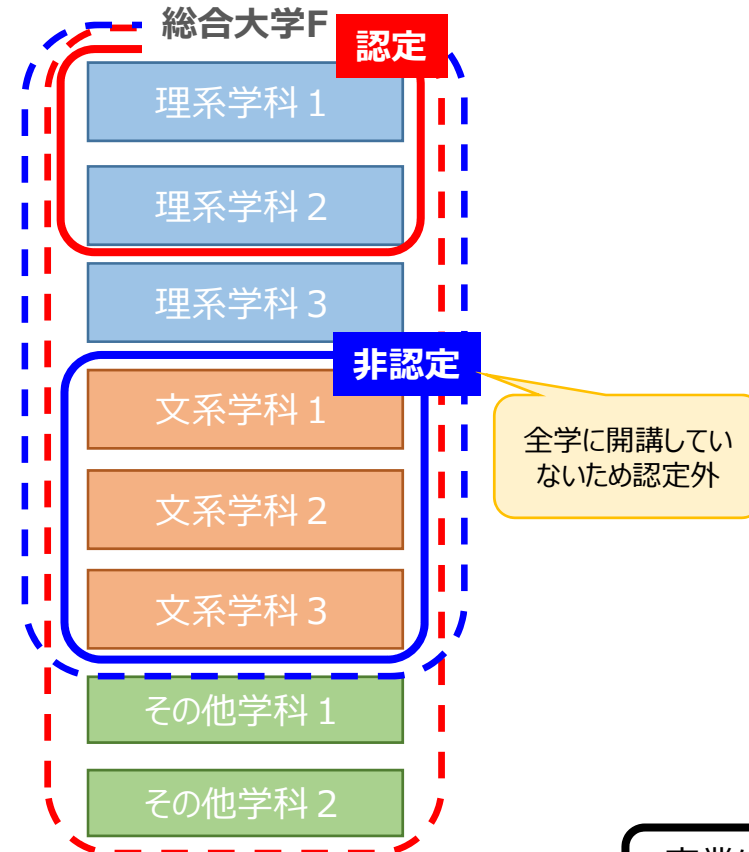 総合大学F
認定
理系学科1
理系学科2
理系学科3
非認定
文系学科1
全学に開講してい
ないため認定外
文系学科2
文系学科3
その他学科1
その他学科2